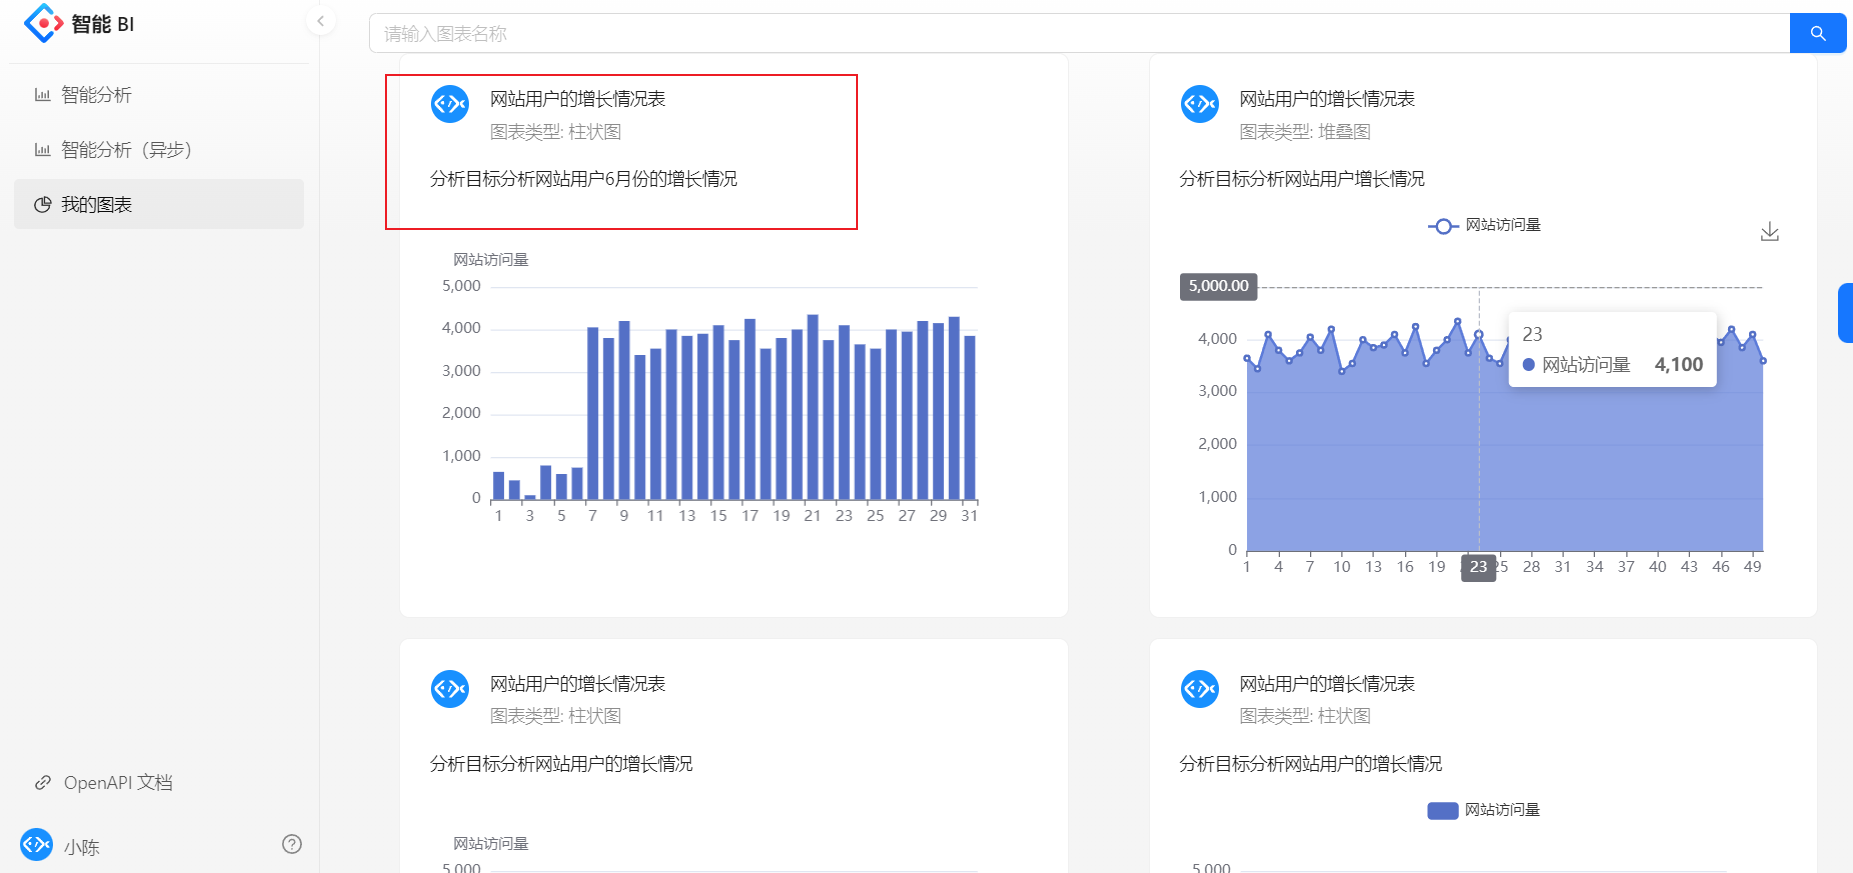 智能 BI
智能分析
智能分析（异步）
我的图表
OpenAPI 文档
小陈
请输入图表名称
网站用户的增长情况表
图表类型: 柱状图
分析目标分析网站用户6月份的增长情况
网站访问量
5,000
4,000
3,000
2,000
1,000
0
1 3 5 7 9 11 13 15 17 19 21 23 25 27 29 31
网站用户的增长情况表
图表类型: 堆叠图
分析目标分析网站用户增长情况
网站访问量
5,000.00
23
网站访问量 4,100
4,000
3,000
2,000
1,000
0
1 4 7 10 13 16 19 23 25 28 31 34 37 40 43 46 49
网站用户的增长情况表
图表类型: 柱状图
分析目标分析网站用户的增长情况
网站访问量
5,000
网站用户的增长情况表
图表类型: 柱状图
分析目标分析网站用户的增长情况
网站访问量
5,000